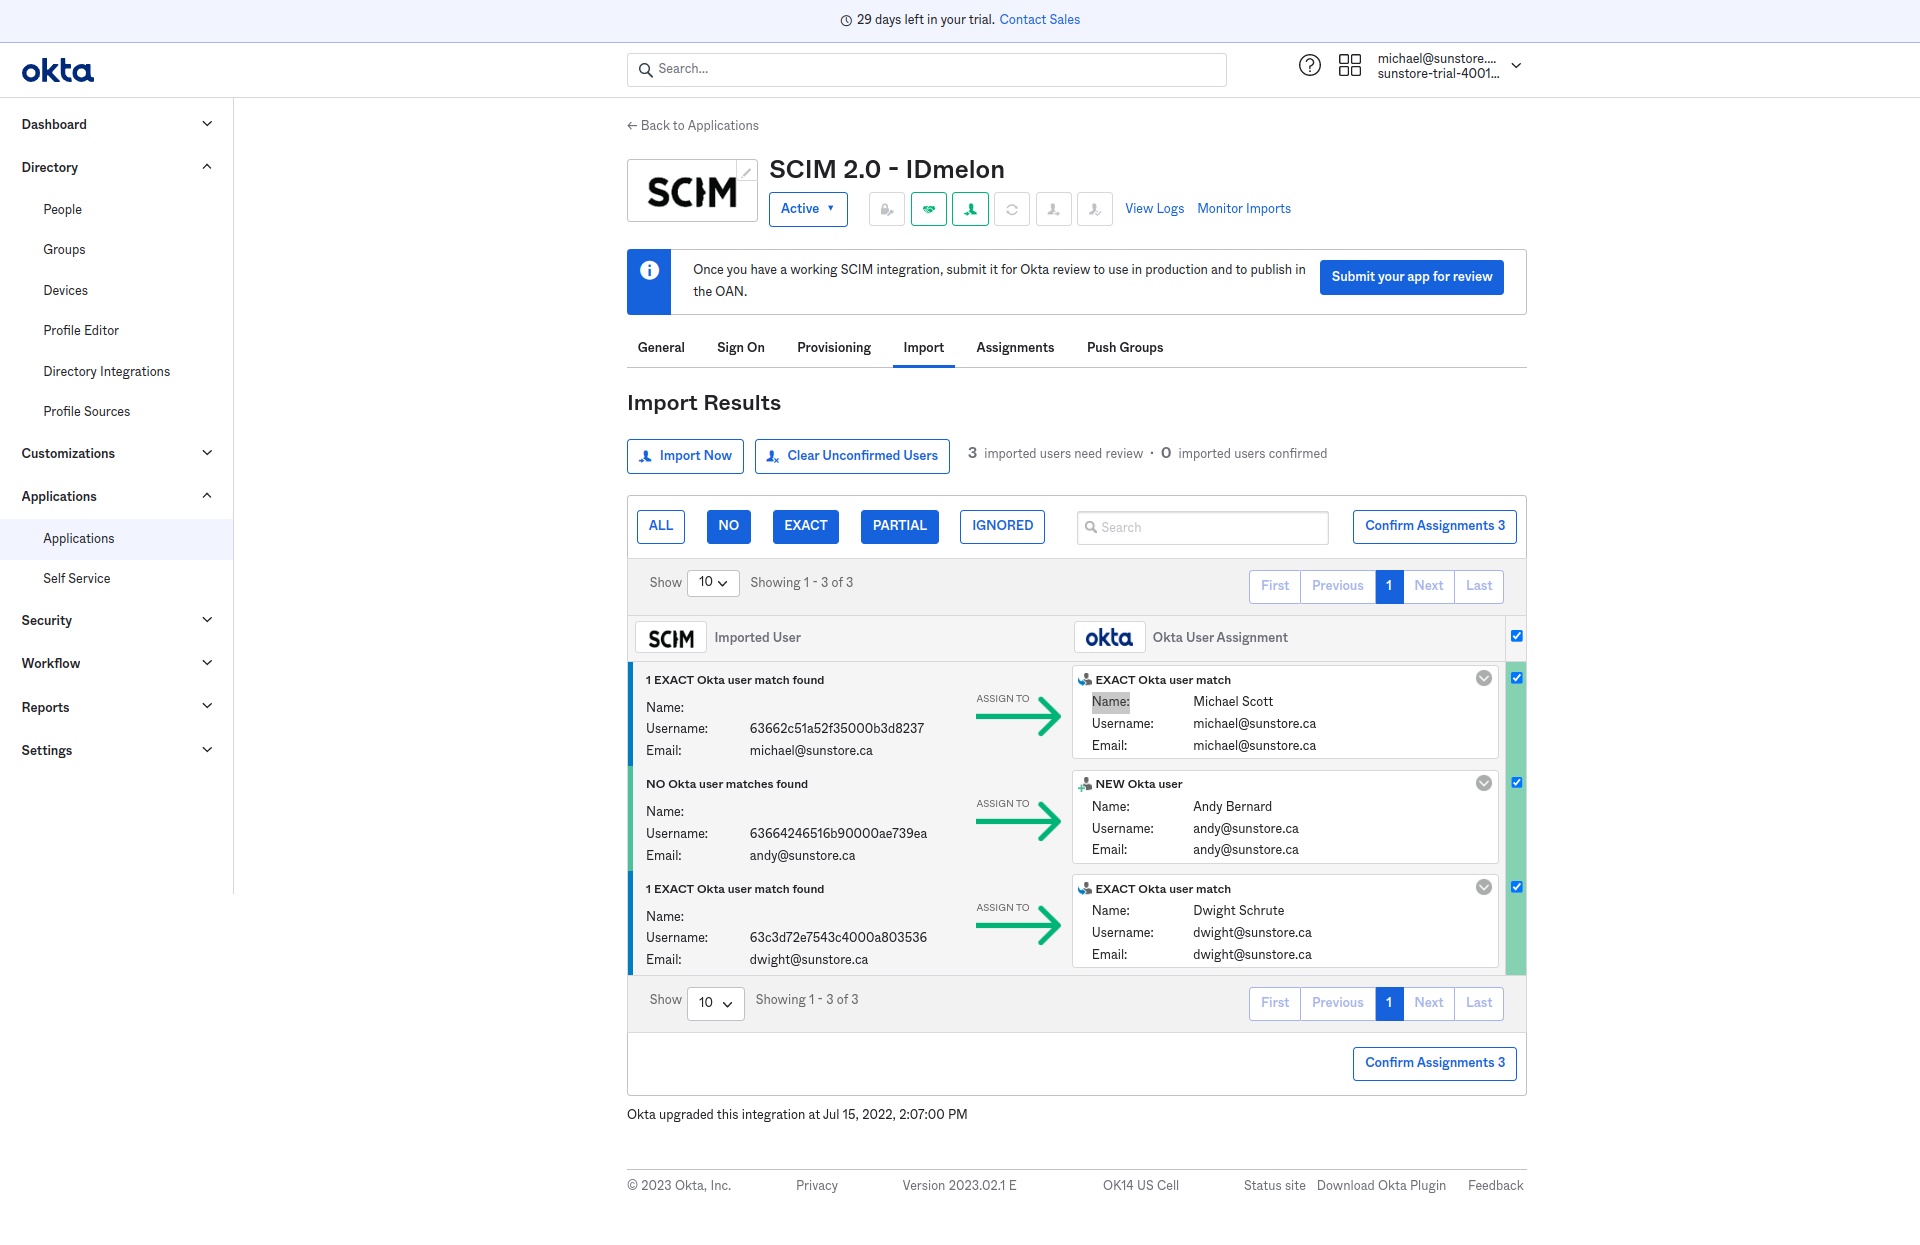 29 days left in your trial. Contact Sales
okta
Search...
michael@sunstore....
sunstore-trial-4001...
Dashboard
Directory
People
Groups
Devices
Profile Editor
Directory Integrations
Profile Sources
Customizations
Applications
Applications
Self Service
Security
Workflow
Reports
Settings
← Back to Applications
SCIM
SCIM 2.0 - IDmelon
Active
View Logs Monitor Imports
Once you have a working SCIM integration, submit it for Okta review to use in production and to publish in
the OAN.
Submit your app for review
General Sign On Provisioning Import Assignments Push Groups
Import Results
Import Now Clear Unconfirmed Users 3 imported users need review · 0 imported users confirmed
ALL NO EXACT PARTIAL IGNORED Search Confirm Assignments 3
Show 10 Showing 1 - 3 of 3 First Previous 1 Next Last
SCIM Imported User okta Okta User Assignment
1 EXACT Okta user match found
Name:
Username: 63662c51a52f35000b3d8237
Email: michael@sunstore.ca
ASSIGN TO
EXACT Okta user match
Name: Michael Scott
Username: michael@sunstore.ca
Email: michael@sunstore.ca
NO Okta user matches found
Name:
Username: 63664246516b90000ae739ea
Email: andy@sunstore.ca
ASSIGN TO
NEW Okta user
Name: Andy Bernard
Username: andy@sunstore.ca
Email: andy@sunstore.ca
1 EXACT Okta user match found
Name:
Username: 63c3d72e7543c4000a803536
Email: dwight@sunstore.ca
ASSIGN TO
EXACT Okta user match
Name: Dwight Schrute
Username: dwight@sunstore.ca
Email: dwight@sunstore.ca
Show 10 Showing 1 - 3 of 3 First Previous 1 Next Last
Confirm Assignments 3
Okta upgraded this integration at Jul 15, 2022, 2:07:00 PM
© 2023 Okta, Inc. Privacy Version 2023.02.1 E OK14 US Cell Status site Download Okta Plugin Feedback